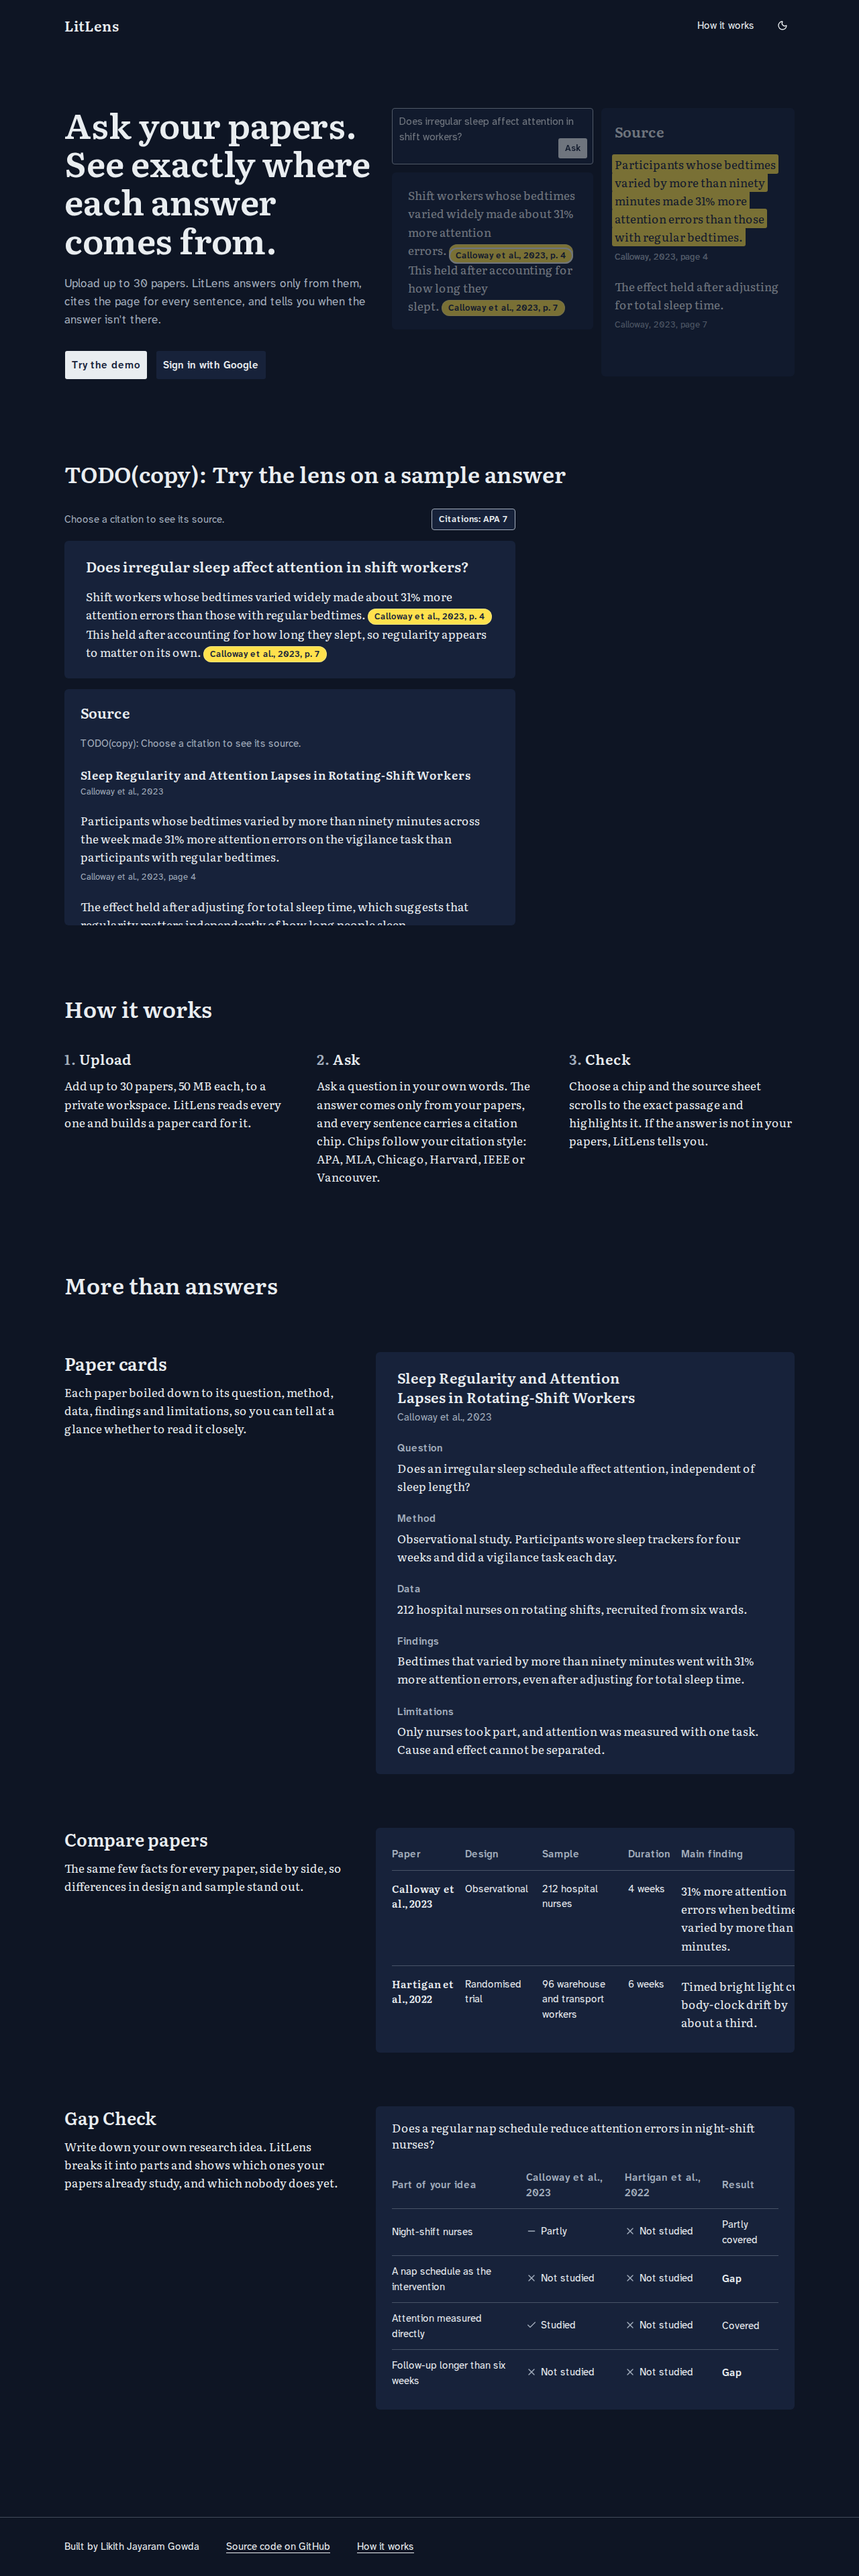 LitLens
How it works
Ask your papers.
See exactly where
each answer
comes from.
Upload up to 30 papers. LitLens answers only from them,
cites the page for every sentence, and tells you when the
answer isn't there.
Try the demo
Sign in with Google
Does irregular sleep affect attention in
shift workers?
Ask
Shift workers whose bedtimes
varied widely made about 31%
more attention
errors. Calloway et al., 2023, p. 4
This held after accounting for
how long they
slept. Calloway et al., 2023, p. 7
Source
Participants whose bedtimes
varied by more than ninety
minutes made 31% more
attention errors than those
with regular bedtimes.
Calloway, 2023, page 4
The effect held after adjusting
for total sleep time.
Calloway, 2023, page 7
TODO(copy): Try the lens on a sample answer
Choose a citation to see its source.
Citations: APA 7
Does irregular sleep affect attention in shift workers?
Shift workers whose bedtimes varied widely made about 31% more
attention errors than those with regular bedtimes. Calloway et al., 2023, p. 4
This held after accounting for how long they slept, so regularity appears
to matter on its own. Calloway et al., 2023, p. 7
Source
TODO(copy): Choose a citation to see its source.
Sleep Regularity and Attention Lapses in Rotating-Shift Workers
Calloway et al., 2023
Participants whose bedtimes varied by more than ninety minutes across
the week made 31% more attention errors on the vigilance task than
participants with regular bedtimes.
Calloway et al., 2023, page 4
The effect held after adjusting for total sleep time, which suggests that
regularity matters independently of how long people sleep.
How it works
1. Upload
Add up to 30 papers, 50 MB each, to a
private workspace. LitLens reads every
one and builds a paper card for it.
2. Ask
Ask a question in your own words. The
answer comes only from your papers,
and every sentence carries a citation
chip. Chips follow your citation style:
APA, MLA, Chicago, Harvard, IEEE or
Vancouver.
3. Check
Choose a chip and the source sheet
scrolls to the exact passage and
highlights it. If the answer is not in your
papers, LitLens tells you.
More than answers
Paper cards
Each paper boiled down to its question, method,
data, findings and limitations, so you can tell at a
glance whether to read it closely.
Sleep Regularity and Attention
Lapses in Rotating-Shift Workers
Calloway et al., 2023
Question
Does an irregular sleep schedule affect attention, independent of
sleep length?
Method
Observational study. Participants wore sleep trackers for four
weeks and did a vigilance task each day.
Data
212 hospital nurses on rotating shifts, recruited from six wards.
Findings
Bedtimes that varied by more than ninety minutes went with 31%
more attention errors, even after adjusting for total sleep time.
Limitations
Only nurses took part, and attention was measured with one task.
Cause and effect cannot be separated.
Compare papers
The same few facts for every paper, side by side, so
differences in design and sample stand out.
Paper Design Sample Duration Main finding
Calloway et
al., 2023
Observational
212 hospital
nurses
4 weeks
31% more attention
errors when bedtime
varied by more than
minutes.
Hartigan et
al., 2022
Randomised
trial
96 warehouse
and transport
workers
6 weeks
Timed bright light cu
body-clock drift by
about a third.
Gap Check
Write down your own research idea. LitLens
breaks it into parts and shows which ones your
papers already study, and which nobody does yet.
Does a regular nap schedule reduce attention errors in night-shift
nurses?
Part of your idea
Calloway et al.,
2023
Hartigan et al.,
2022
Result
Night-shift nurses
Partly
Not studied
Partly
covered
A nap schedule as the
intervention
Not studied
Not studied
Gap
Attention measured
directly
Studied
Not studied
Covered
Follow-up longer than six
weeks
Not studied
Not studied
Gap
Built by Likith Jayaram Gowda
Source code on GitHub
How it works